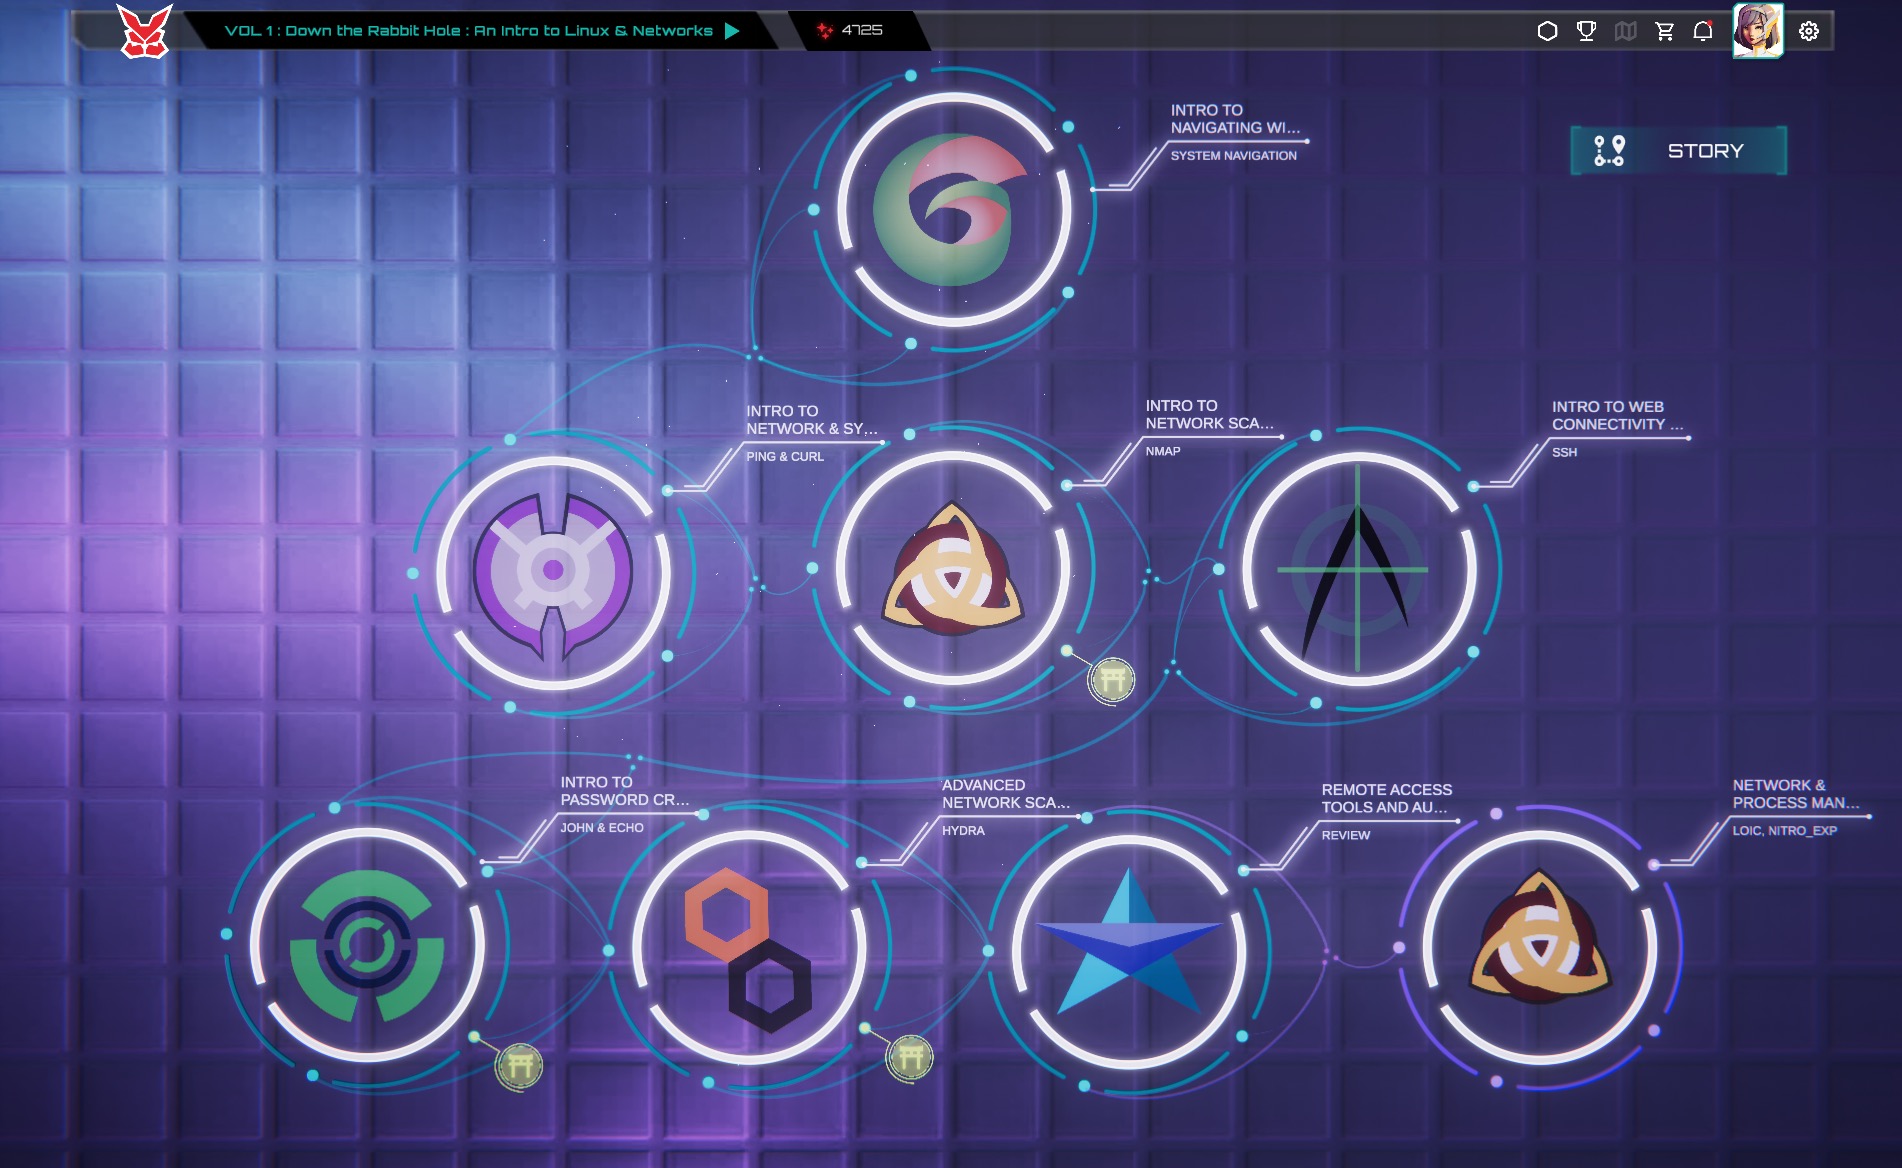 VOL 1 : Down the Rabbit Hole : An Intro to Linux & Networks
4725
INTRO TO
NAVIGATING WI...
SYSTEM NAVIGATION
STORY
INTRO TO
NETWORK & SY...
PING & CURL
INTRO TO
NETWORK SCA...
NMAP
INTRO TO WEB
CONNECTIVITY ...
SSH
INTRO TO
PASSWORD CR...
JOHN & ECHO
ADVANCED
NETWORK SCA...
HYDRA
REMOTE ACCESS
TOOLS AND AU...
REVIEW
NETWORK &
PROCESS MAN...
LOIC, NITRO_EXP